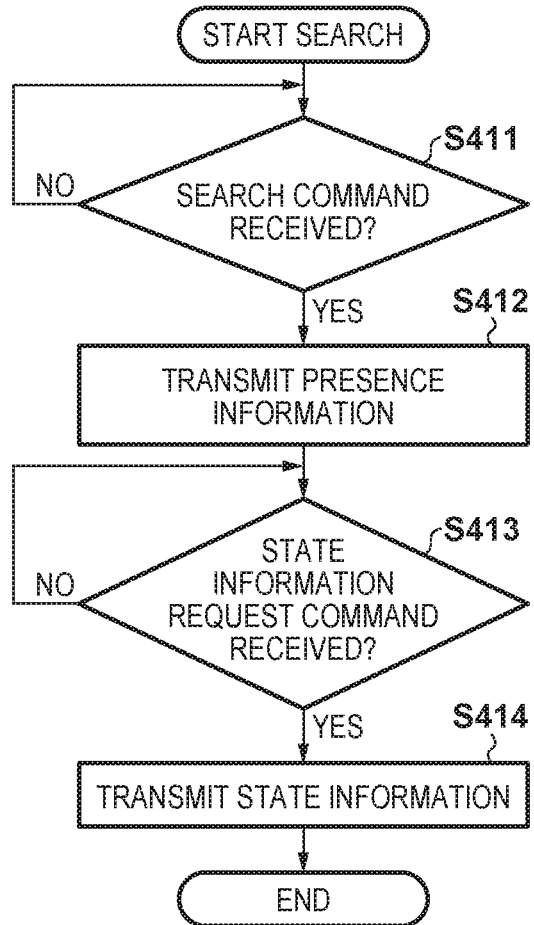 START SEARCH
S411
NO
SEARCH COMMAND
RECEIVED?
YES
S412
TRANSMIT PRESENCE
INFORMATION
S413
NO
STATE
INFORMATION
REQUEST COMMAND
RECEIVED?
YES
S414
TRANSMIT STATE INFORMATION
END